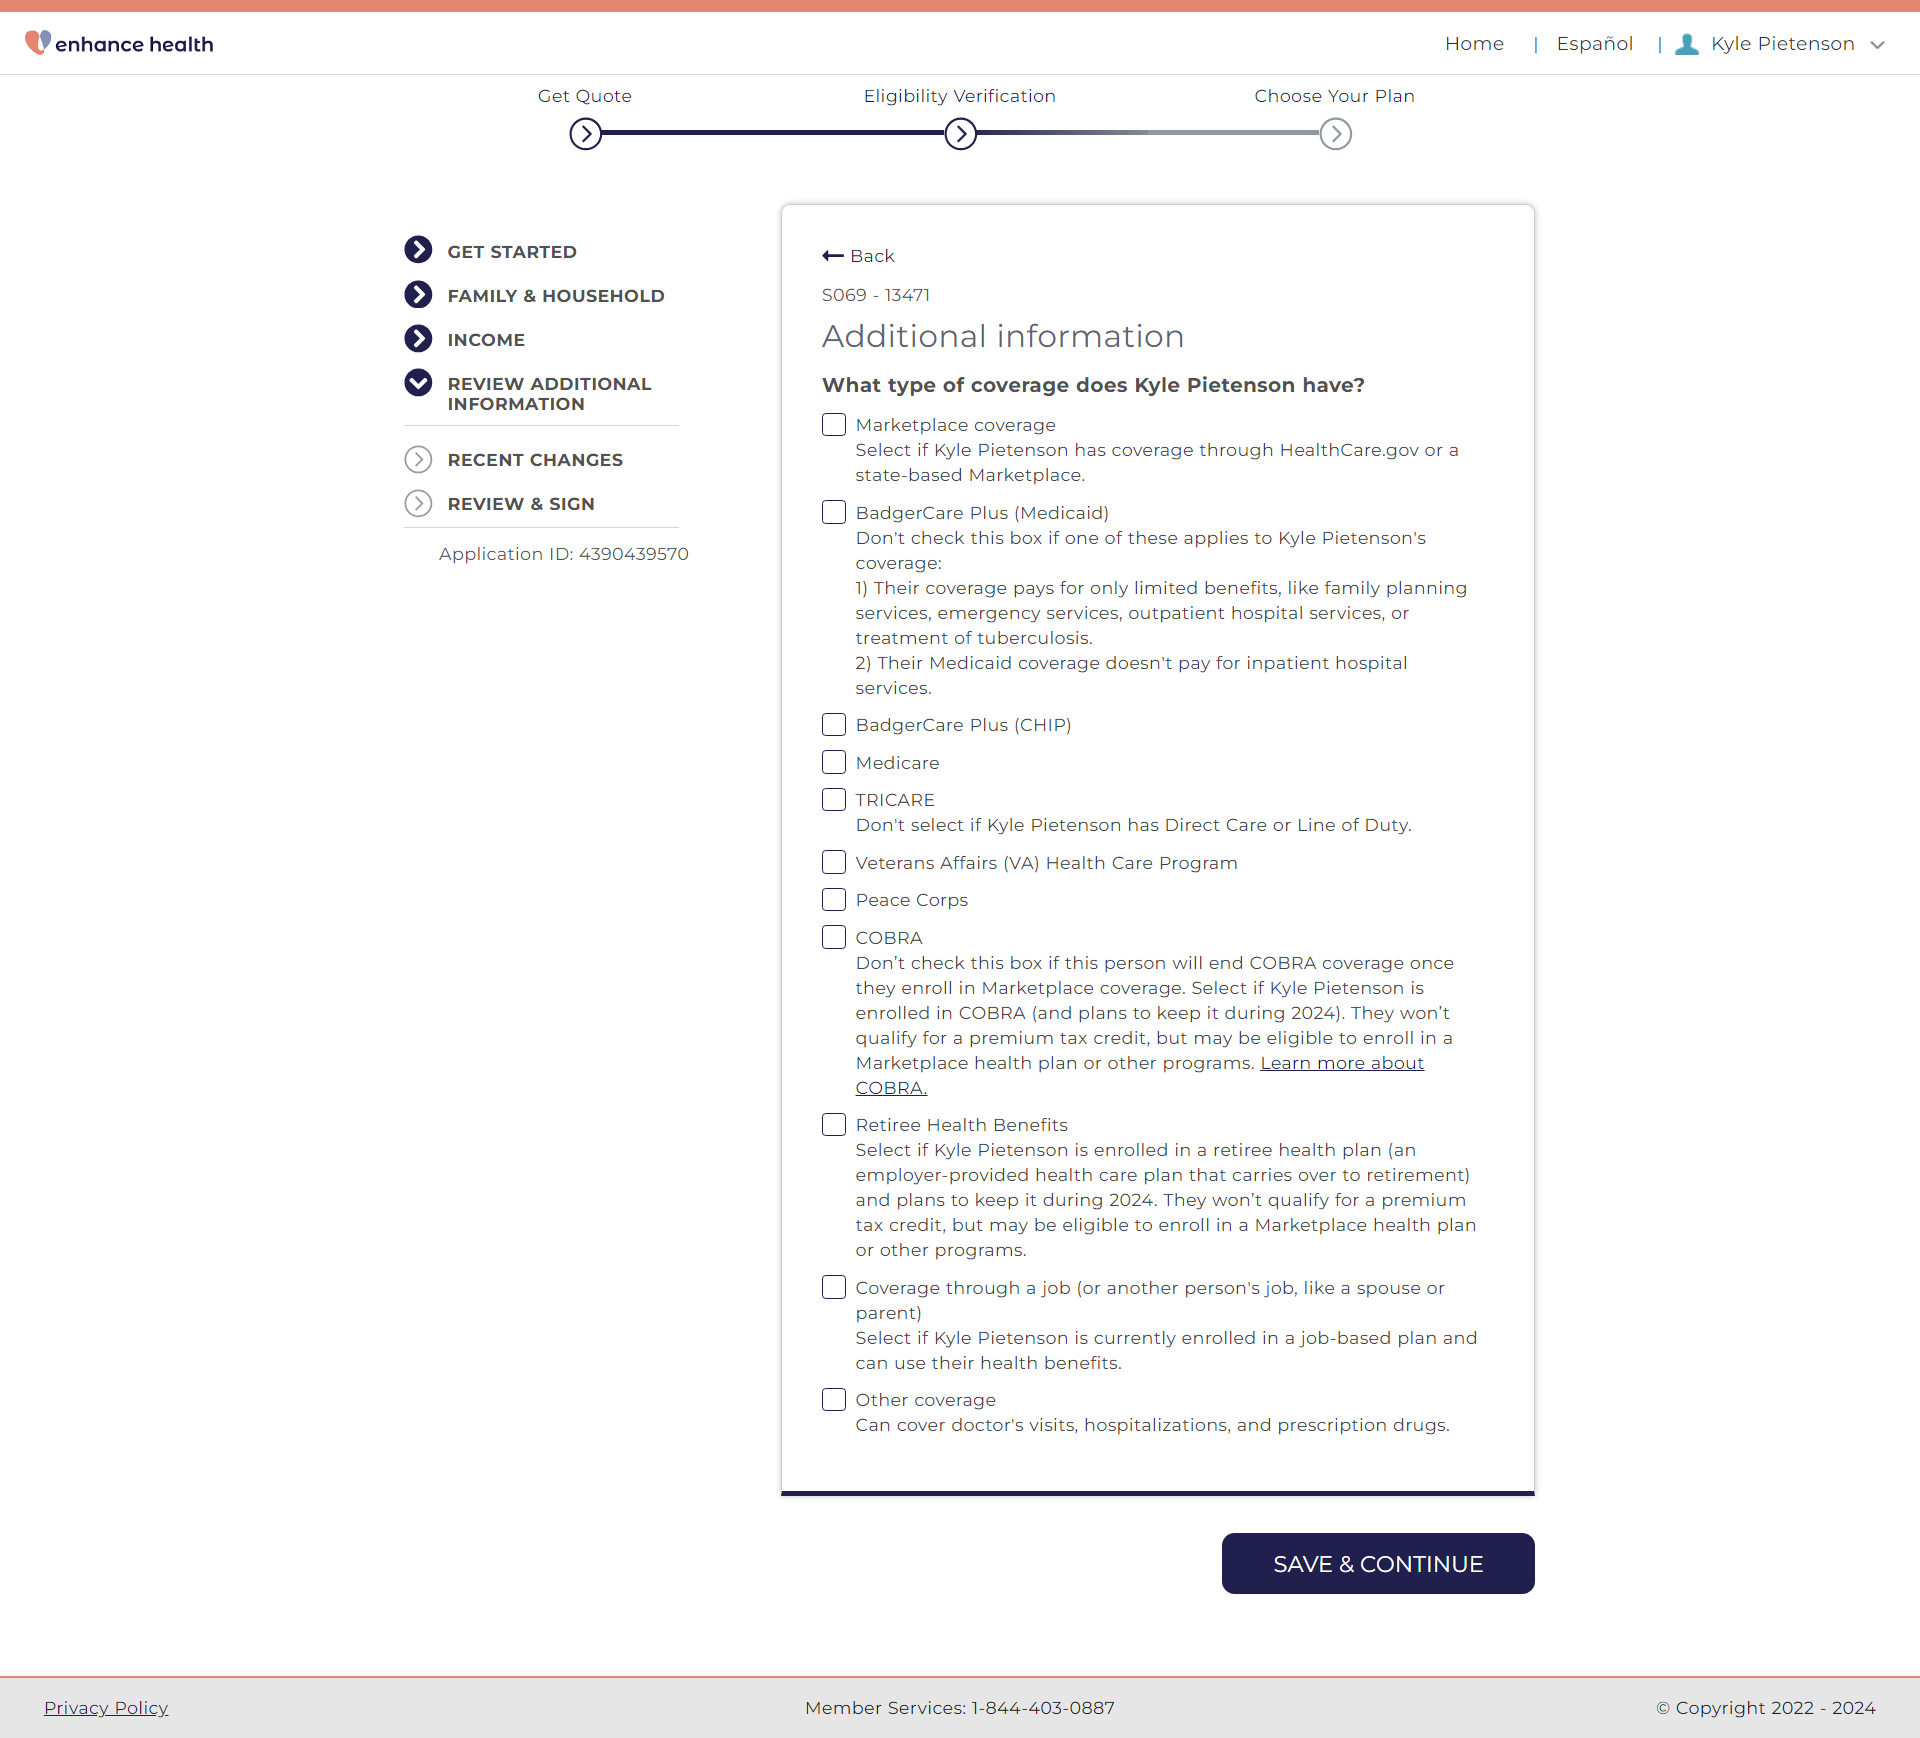 enhance health
Home | Español | Kyle Pietenson
Get Quote
Eligibility Verification
Choose Your Plan
GET STARTED
FAMILY & HOUSEHOLD
INCOME
REVIEW ADDITIONAL
INFORMATION
RECENT CHANGES
REVIEW & SIGN
Application ID: 4390439570
Back
S069 - 13471
Additional information
What type of coverage does Kyle Pietenson have?
Marketplace coverage
Select if Kyle Pietenson has coverage through HealthCare.gov or a
state-based Marketplace.
BadgerCare Plus (Medicaid)
Don't check this box if one of these applies to Kyle Pietenson's
coverage:
1) Their coverage pays for only limited benefits, like family planning
services, emergency services, outpatient hospital services, or
treatment of tuberculosis.
2) Their Medicaid coverage doesn't pay for inpatient hospital
services.
BadgerCare Plus (CHIP)
Medicare
TRICARE
Don't select if Kyle Pietenson has Direct Care or Line of Duty.
Veterans Affairs (VA) Health Care Program
Peace Corps
COBRA
Don’t check this box if this person will end COBRA coverage once
they enroll in Marketplace coverage. Select if Kyle Pietenson is
enrolled in COBRA (and plans to keep it during 2024). They won’t
qualify for a premium tax credit, but may be eligible to enroll in a
Marketplace health plan or other programs. Learn more about
COBRA.
Retiree Health Benefits
Select if Kyle Pietenson is enrolled in a retiree health plan (an
employer-provided health care plan that carries over to retirement)
and plans to keep it during 2024. They won’t qualify for a premium
tax credit, but may be eligible to enroll in a Marketplace health plan
or other programs.
Coverage through a job (or another person's job, like a spouse or
parent)
Select if Kyle Pietenson is currently enrolled in a job-based plan and
can use their health benefits.
Other coverage
Can cover doctor's visits, hospitalizations, and prescription drugs.
SAVE & CONTINUE
Privacy Policy
Member Services: 1-844-403-0887
© Copyright 2022 - 2024